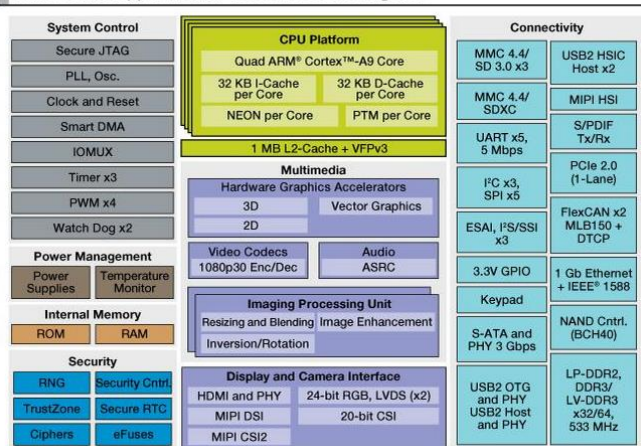 System Control
Secure JTAG
PLL, Osc.
Clock and Reset
Smart DMA
IOMUX
Timer x3
PWM x4
Watch Dog x2
Power Management
Power
Supplies
Temperature
Monitor
Internal Memory
ROM
RAM
Security
RNG
Security Cntrl.
TrustZone
Secure RTC
Ciphers
eFuses
CPU Platform
Quad ARM® Cortex™-A9 Core
32 KB I-Cache
per Core
32 KB D-Cache
per Core
NEON per Core
PTM per Core
1 MB L2-Cache + VFPv3
Multimedia
Hardware Graphics Accelerators
3D
Vector Graphics
2D
Video Codecs
1080p30 Enc/Dec
Audio
ASRC
Imaging Processing Unit
Resizing and Blending
Image Enhancement
Inversion/Rotation
Display and Camera Interface
HDMI and PHY
24-bit RGB, LVDS (x2)
MIPI DSI
20-bit CSI
MIPI CSI2
Connectivity
MMC 4.4/
SD 3.0 x3
MMC 4.4/
SDXC
UART x5,
5 Mbps
I²C x3,
SPI x5
ESAI, I²S/SSI
x3
3.3V GPIO
Keypad
S-ATA and
PHY 3 Gbps
USB2 OTG
and PHY
USB2 Host
and PHY
USB2 HSIC
Host x2
MIPI HSI
S/PDIF
Tx/Rx
PCIe 2.0
(1-Lane)
FlexCAN x2
MLB150 +
DTCP
1 Gb Ethernet
+ IEEE® 1588
NAND Cntrl.
(BCH40)
LP-DDR2,
DDR3/
LV-DDR3
x32/64,
533 MHz